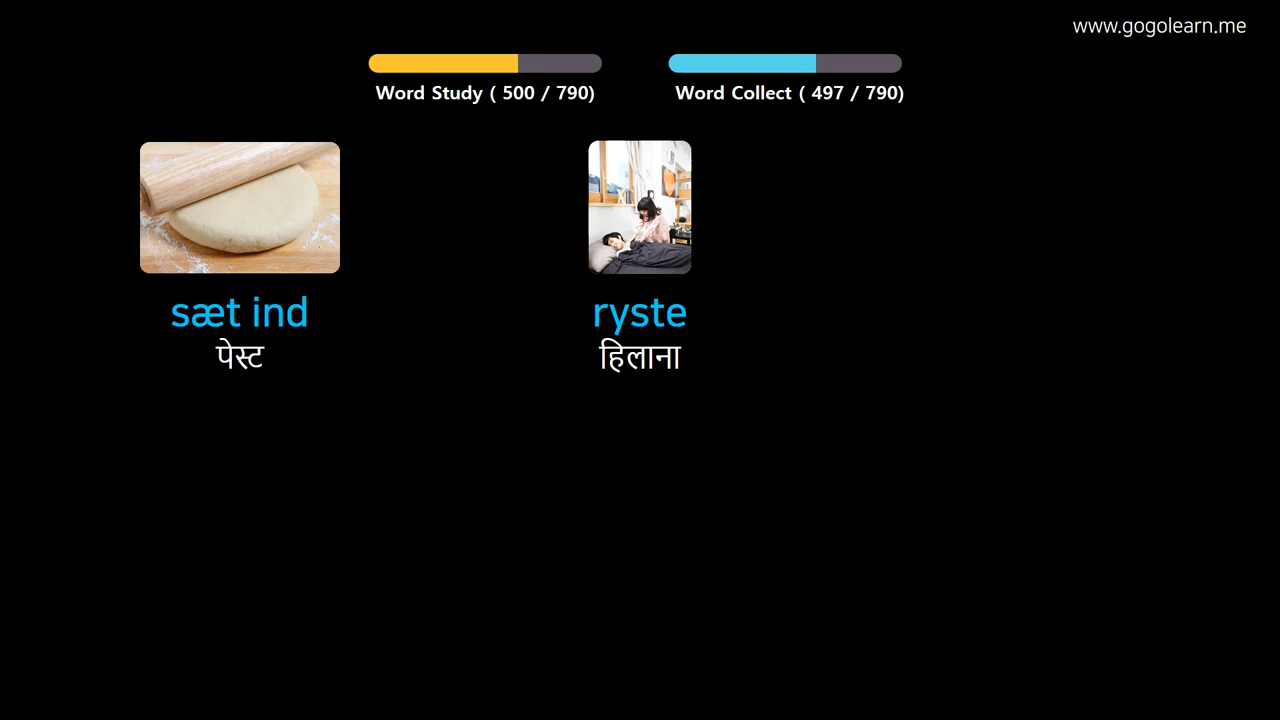 www.gogolearn.me
Word Study ( 500 / 790)
Word Collect ( 497 / 790)
sæt ind
पेस्ट
ryste
हिलाना